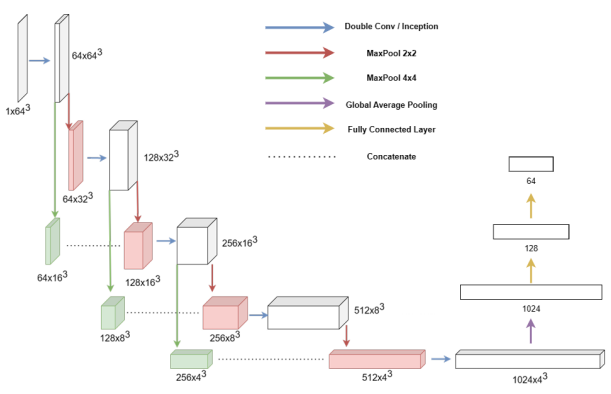 Double Conv / Inception
MaxPool 2x2
MaxPool 4x4
Global Average Pooling
Fully Connected Layer
Concatenate
1x64³
64x64³
64x32³
128x32³
64x16³
128x16³
256x16³
128x8³
256x8³
512x8³
256x4³
512x4³
1024x4³
1024
128
64